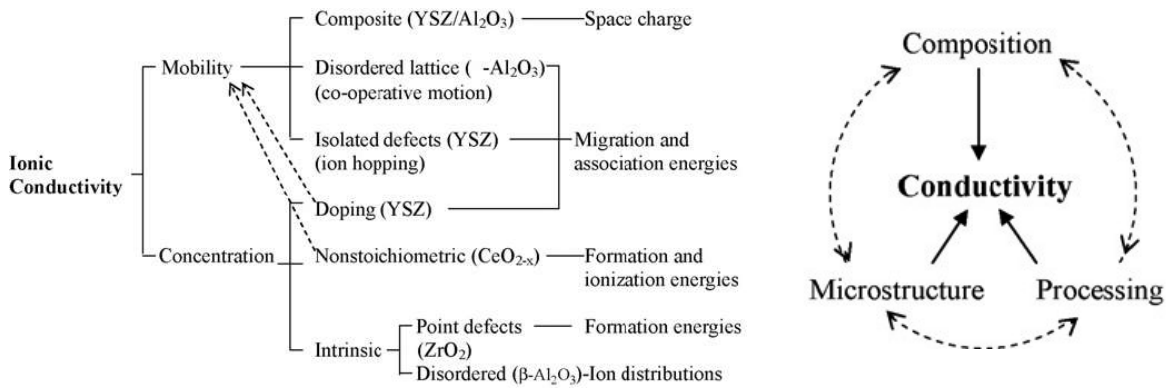 Composite (YSZ/Al₂O₃)
Space charge
Mobility
Disordered lattice ( -Al₂O₃)
(co-operative motion)
Isolated defects (YSZ)
(ion hopping)
Migration and
association energies
Ionic
Conductivity
Doping (YSZ)
Concentration
Nonstoichiometric (CeO₂₋ₓ)
Formation and
ionization energies
Intrinsic
Point defects
(ZrO₂)
Formation energies
Disordered (β-Al₂O₃)-Ion distributions
Composition
Conductivity
Microstructure
Processing